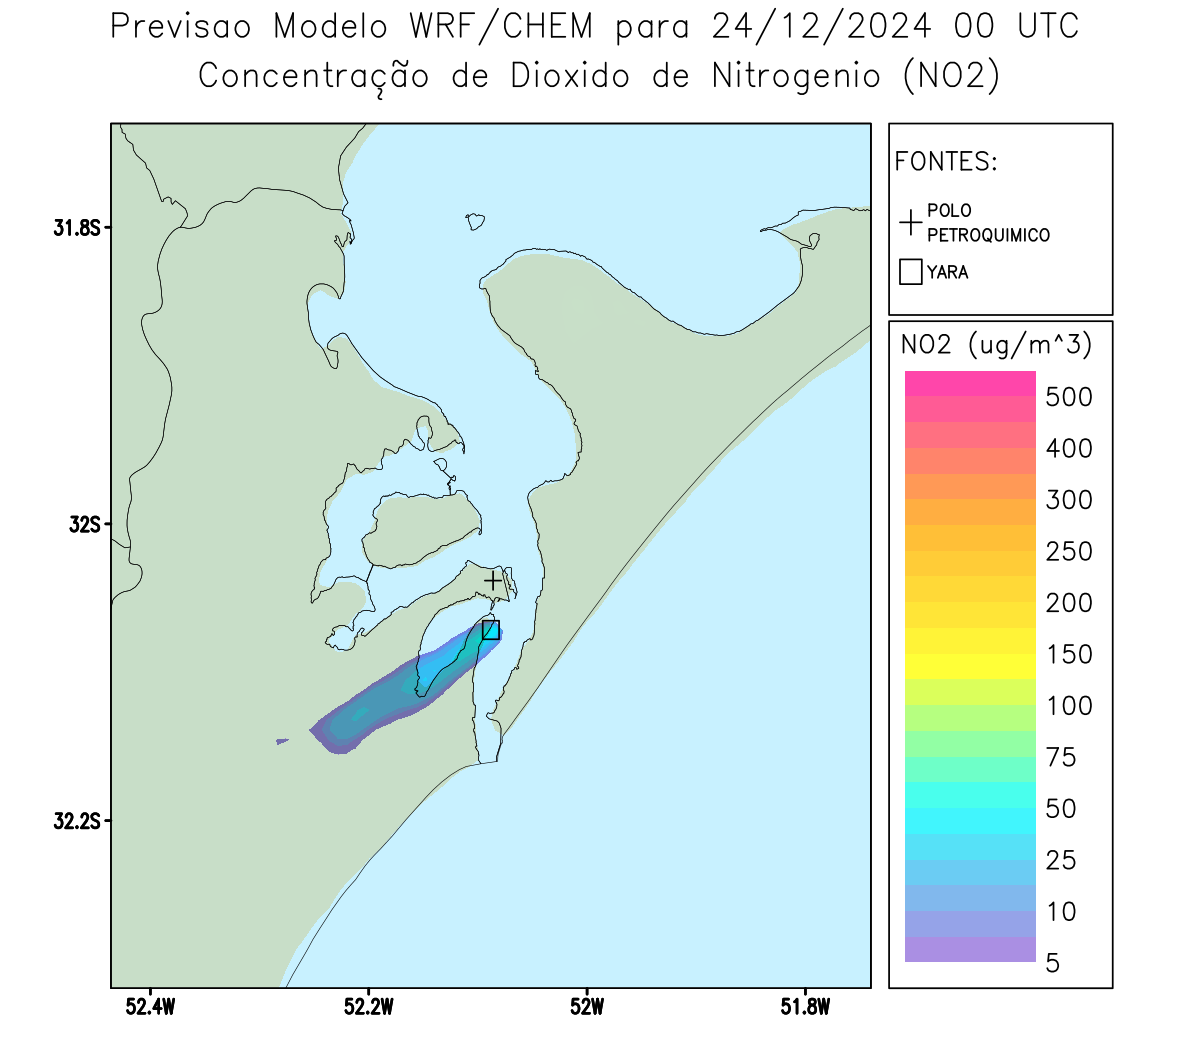 Previsao Modelo WRF/CHEM para 24/12/2024 00 UTC
Concentração de Dioxido de Nitrogenio (NO2)
FONTES:
POLO
PETROQUIMICO
YARA
NO2 (ug/m^3)
500
400
300
250
200
150
100
75
50
25
10
5
31.8S
32S
32.2S
52.4W
52.2W
52W
51.8W